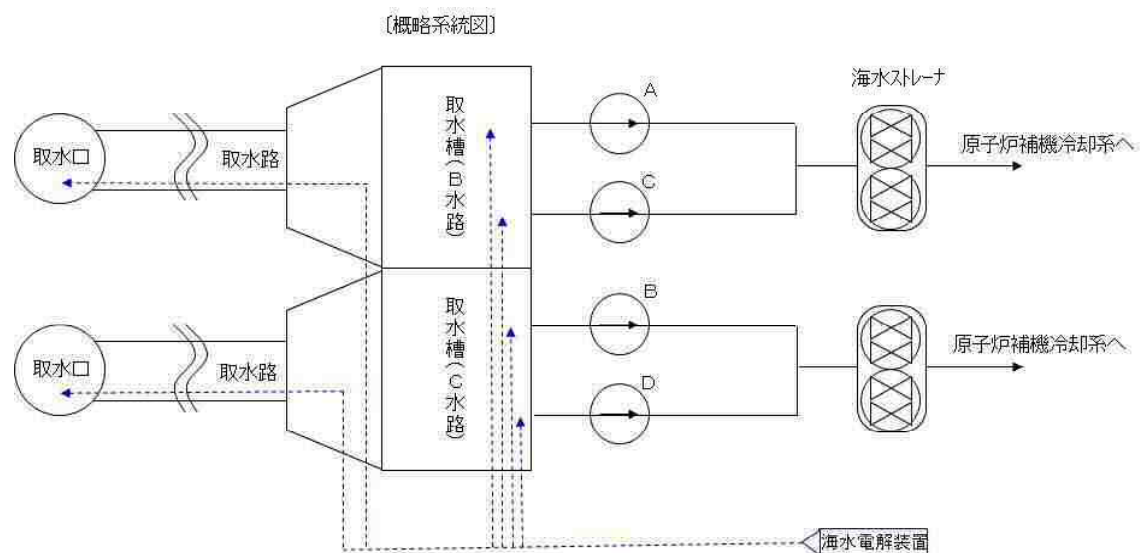 〔概略系統図〕
海水ストレーナ
A
取水口
取水路
取水槽(B水路)
C
原子炉補機冷却系へ
B
取水口
取水路
取水槽(C水路)
D
原子炉補機冷却系へ
海水電解装置